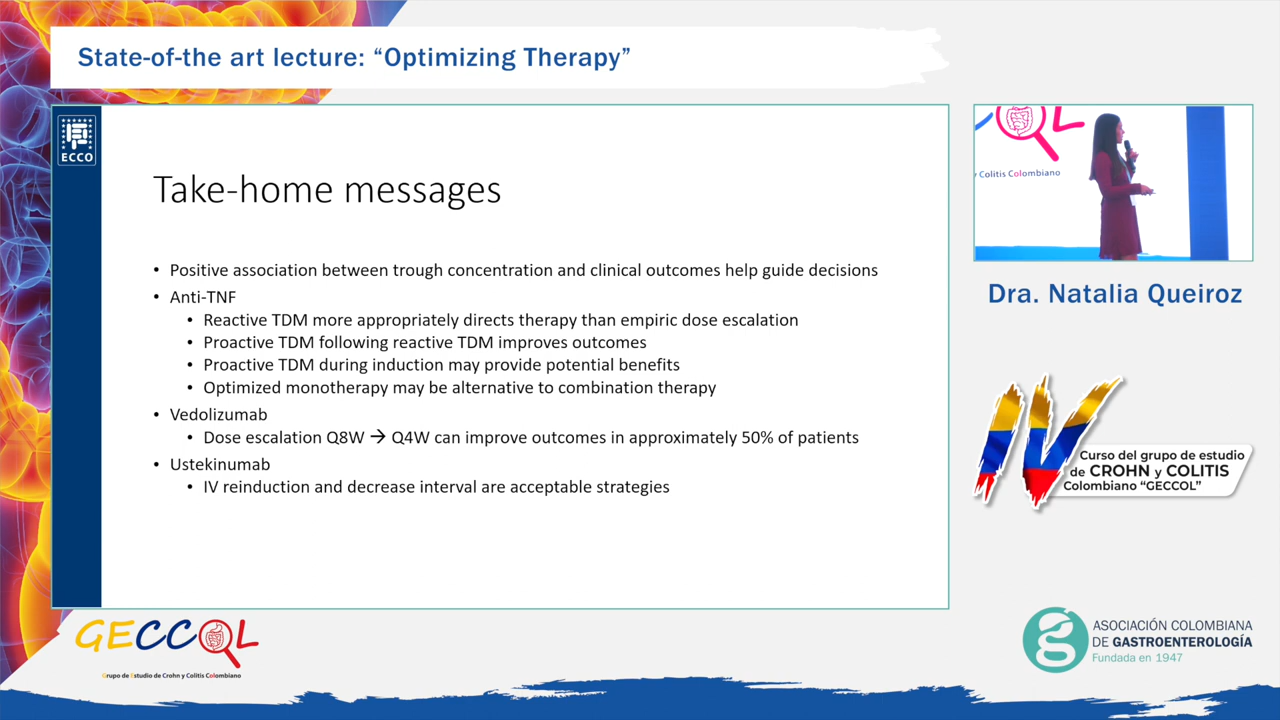 State-of-the art lecture: “Optimizing Therapy”
ECCO
Take-home messages
• Positive association between trough concentration and clinical outcomes help guide decisions
• Anti-TNF
• Reactive TDM more appropriately directs therapy than empiric dose escalation
• Proactive TDM following reactive TDM improves outcomes
• Proactive TDM during induction may provide potential benefits
• Optimized monotherapy may be alternative to combination therapy
• Vedolizumab
• Dose escalation Q8W → Q4W can improve outcomes in approximately 50% of patients
• Ustekinumab
• IV reinduction and decrease interval are acceptable strategies
y Colitis Colombiano
Dra. Natalia Queiroz
IV
Curso del grupo de estudio
de CROHN y COLITIS
Colombiano “GECCOL”
GECCOL
Grupo de Estudio de Crohn y Colitis Colombiano
ASOCIACIÓN COLOMBIANA
DE GASTROENTEROLOGÍA
Fundada en 1947